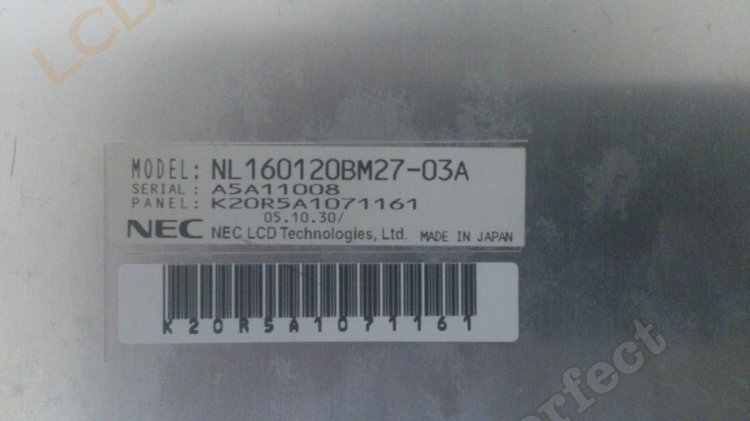 LCD
MODEL: NL160120BM27-03A
SERIAL: A5A11008
PANEL: K20R5A1071161
05.10.30/
NEC NEC LCD Technologies, Ltd. MADE IN JAPAN
K20R5A1071161